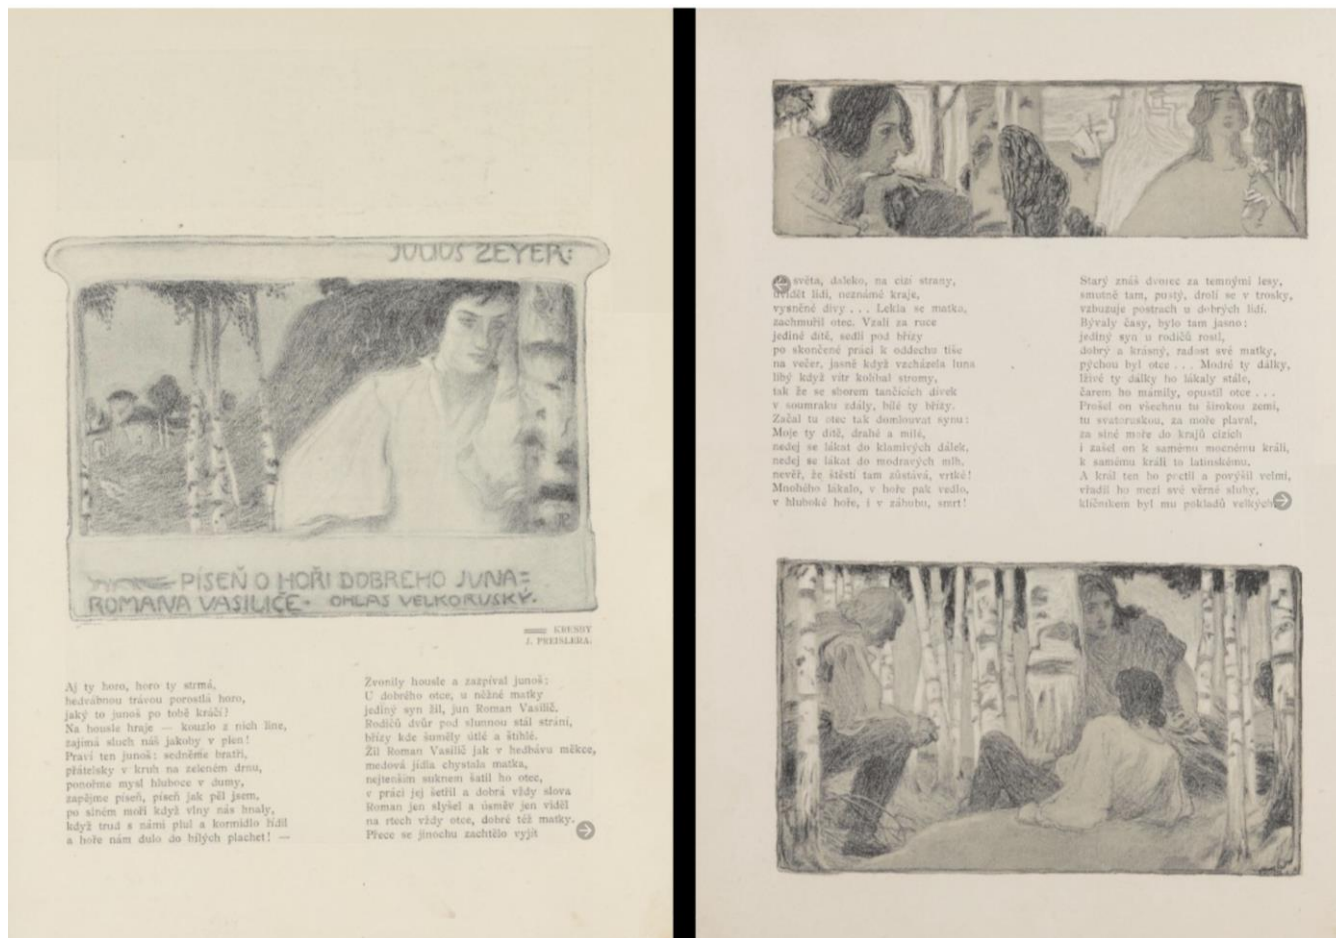 JULIUS ZEYER:
PÍSEŇ O HOŘI DOBRÉHO JUNA=
ROMANA VASILIČE. OHLAS VELKORUSKÝ.
KRESBY
J. PREISLERA.
Aj ty horo, horo ty strmá,
hedvábnou trávou porostlá horo,
jaký to junoš po tobě kráčí?
Na housle hraje — kouzlo z nich line,
zajímá sluch náš jakoby v plen!
Praví ten junoš: sedněme bratří,
přátelsky v kruh na zeleném drnu,
ponořme mysl hluboce v dumy,
zapějme píseň, píseň jak pěl jsem,
po siném moři když vlny nás hnaly,
když trud s námi plul a kormidlo řídil
a hoře nám dulo do bílých plachet! —
Zvonily housle a zazpíval junoš:
U dobrého otce, u něžné matky
jediný syn žil, jun Roman Vasilič.
Rodičů dvůr pod slunnou stál strání,
břízy kde šuměly útlé a štíhlé.
Žil Roman Vasilič jak v hedbávu měkce,
medová jídla chystala matka,
nejtenším suknem šatil ho otec,
v práci jej šetřil a dobrá vždy slova
Roman jen slyšel a úsměv jen viděl
na rtech vždy otce, dobré též matky.
Přece se jinochu zachtělo vyjít
světa, daleko, na cizí strany,
uvidět lidi, neznámé kraje,
vysněné divy . . . Lekla se matka,
zachmuřil otec. Vzali za ruce
jediné dítě, sedli pod břízy
po skončené práci k oddechu tiše
na večer, jasně když vzcházela luna
libý když vítr kolíbal stromy,
tak že se sborem tančících dívek
v soumraku zdály, bílé ty břízy.
Začal tu otec tak domlouvat synu:
Moje ty dítě, drahé a milé,
nedej se lákat do klamivých dálek,
nedej se lákat do modravých mlh,
nevěř, že štěstí tam zůstává, vrtké!
Mnohého lákalo, v hoře pak vedlo,
v hluboké hoře, i v záhubu, smrt!
Starý znáš dvorec za temnými lesy,
smutně tam, pustý, drolí se v trosky,
vzbuzuje postrach u dobrých lidí.
Bývaly časy, bylo tam jasno:
jediný syn u rodičů rostl,
dobrý a krásný, radost své matky,
pýchou byl otce . . . Modré ty dálky,
lživé ty dálky ho lákaly stále,
čarem ho mámily, opustil otce . . .
Prošel on všechnu tu širokou zemi,
tu svatoruskou, za moře plaval,
za siné moře do krajů cizích
i zašel on k samému mocnému králi,
k samému králi to latinskému.
A král ten ho poctil a povýšil velmi,
vřadil ho mezi své věrné sluhy,
klíčníkem byl mu pokladů velkých